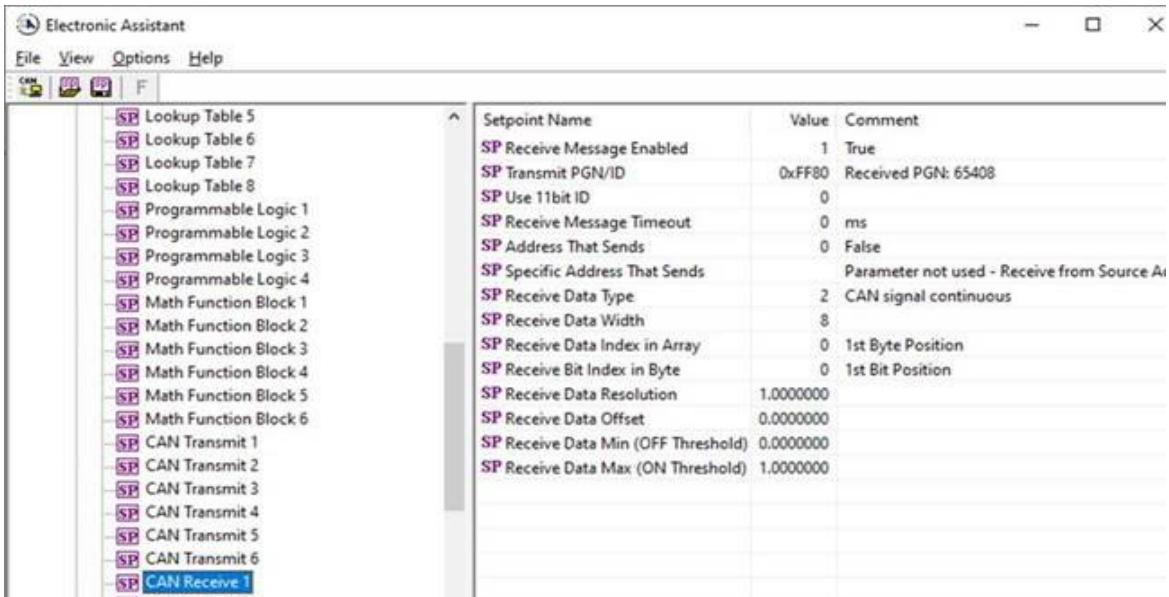 Electronic Assistant
File View Options Help
CAN F
SP Lookup Table 5
SP Lookup Table 6
SP Lookup Table 7
SP Lookup Table 8
SP Programmable Logic 1
SP Programmable Logic 2
SP Programmable Logic 3
SP Programmable Logic 4
SP Math Function Block 1
SP Math Function Block 2
SP Math Function Block 3
SP Math Function Block 4
SP Math Function Block 5
SP Math Function Block 6
SP CAN Transmit 1
SP CAN Transmit 2
SP CAN Transmit 3
SP CAN Transmit 4
SP CAN Transmit 5
SP CAN Transmit 6
SP CAN Receive 1
Setpoint Name Value Comment
SP Receive Message Enabled 1 True
SP Transmit PGN/ID 0xFF80 Received PGN: 65408
SP Use 11bit ID 0
SP Receive Message Timeout 0 ms
SP Address That Sends 0 False
SP Specific Address That Sends Parameter not used - Receive from Source Ad
SP Receive Data Type 2 CAN signal continuous
SP Receive Data Width 8
SP Receive Data Index in Array 0 1st Byte Position
SP Receive Bit Index in Byte 0 1st Bit Position
SP Receive Data Resolution 1.0000000
SP Receive Data Offset 0.0000000
SP Receive Data Min (OFF Threshold) 0.0000000
SP Receive Data Max (ON Threshold) 1.0000000